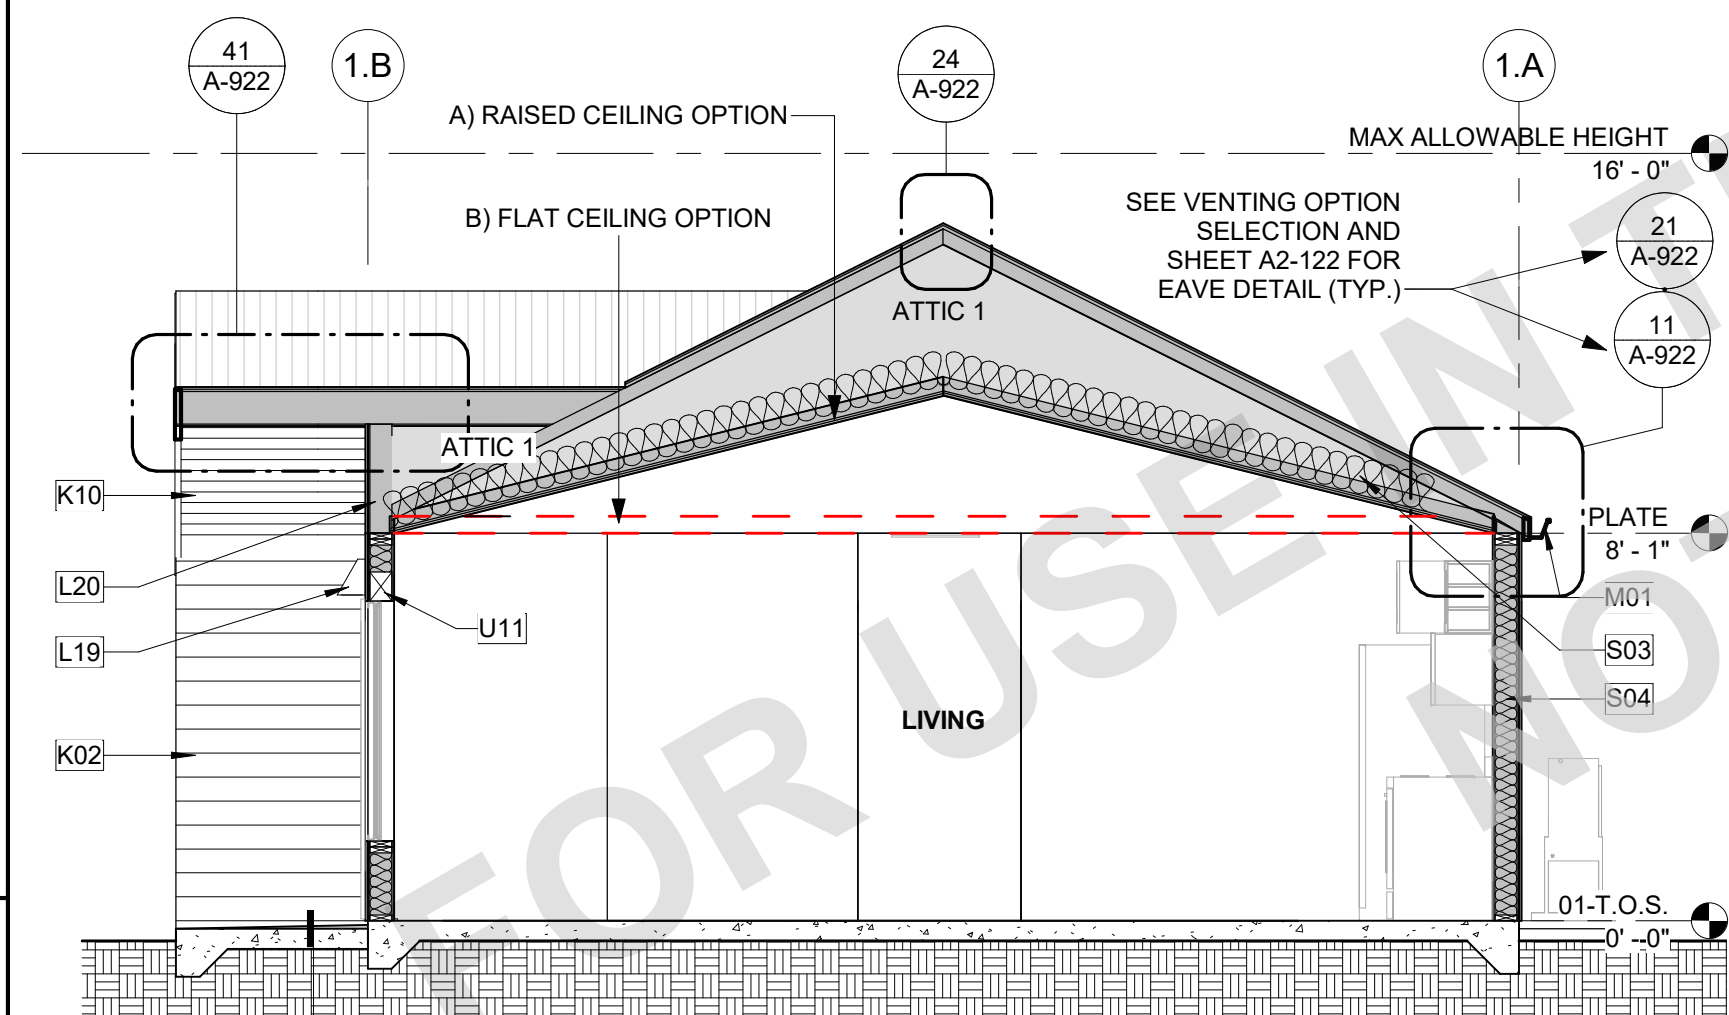 41
A-922
1.B
24
A-922
1.A
A) RAISED CEILING OPTION
MAX ALLOWABLE HEIGHT
16' - 0"
B) FLAT CEILING OPTION
SEE VENTING OPTION
SELECTION AND
SHEET A2-122 FOR
EAVE DETAIL (TYP.)
21
A-922
11
A-922
ATTIC 1
ATTIC 1
K10
L20
L19
K02
U11
PLATE
8' - 1"
M01
S03
S04
LIVING
01-T.O.S.
0' - 0"
FOR USE IN